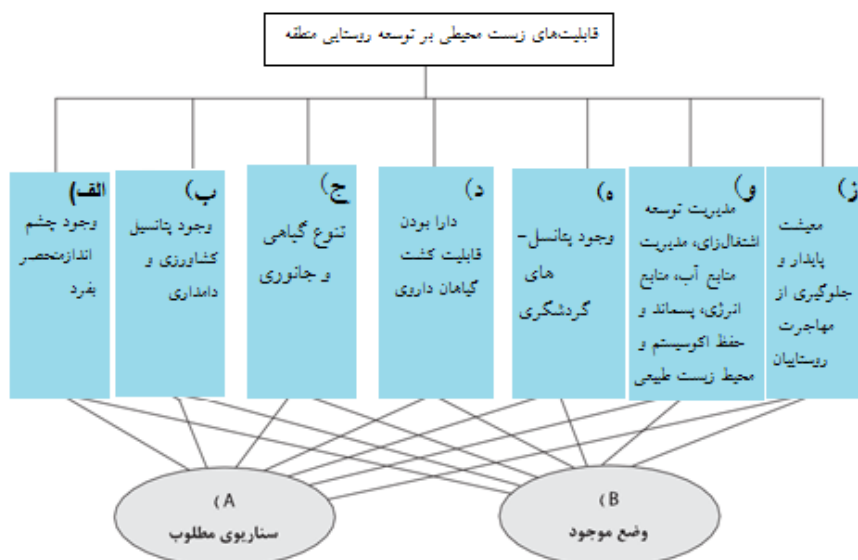 قابلیت‌های زیست محیطی بر توسعه روستایی منطقه
الف)
وجود چشم
اندازمنحصر
بفرد
ب)
وجود پتانسیل
کشاورزی و
دامداری
ج)
تنوع گیاهی
و جانوری
د)
دارا بودن
قابلیت کشت
گیاهان داروی
ه)
وجود پتانسل-
های
گردشگری
و)
مدیریت توسعه
اشتغال‌زای، مدیریت
منابع آب، منابع
انرژی، پسماند و
حفظ اکوسیستم و
محیط زیست طبیعی
ز)
معیشت
پایدار و
جلوگیری از
مهاجرت
روستاییان
A)
سناریوی مطلوب
B)
وضع موجود